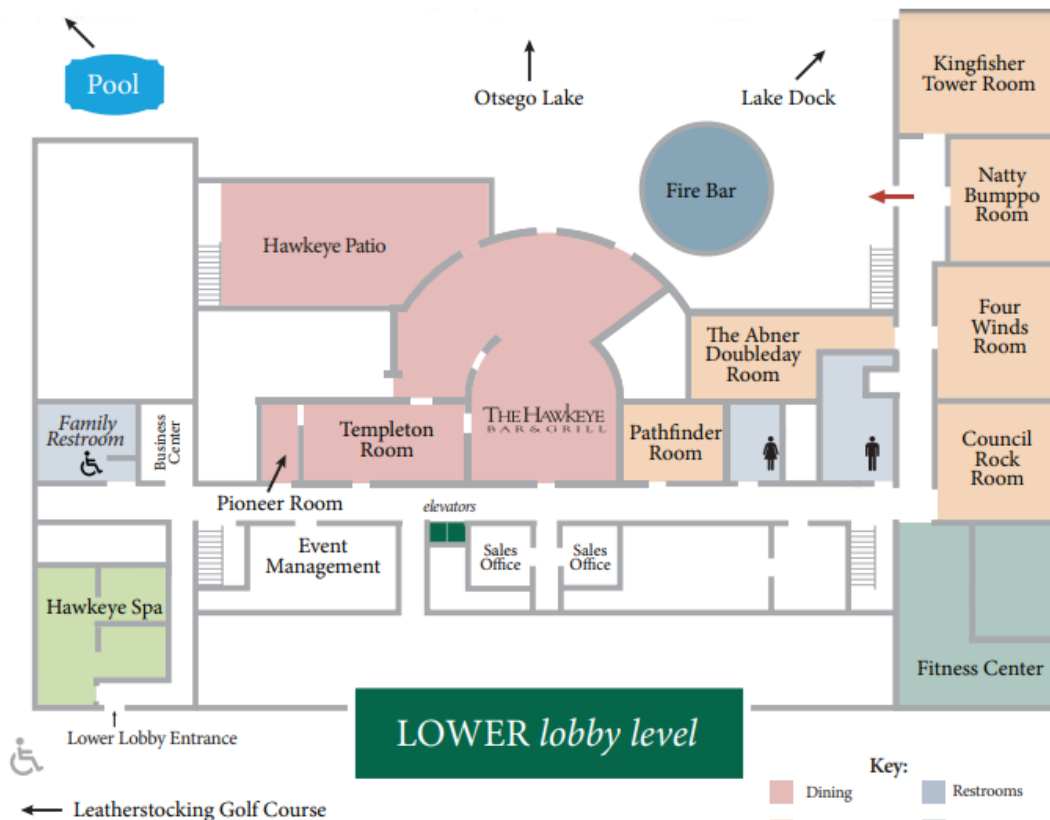 Pool
Otsego Lake
Lake Dock
Kingfisher
Tower Room
Fire Bar
Natty
Bumppo
Room
Hawkeye Patio
Four
Winds
Room
The Abner
Doubleday
Room
Family
Restroom
Business
Center
Templeton
Room
THE HAWKEYE
BAR & GRILL
Pathfinder
Room
Council
Rock
Room
Pioneer Room
elevators
Event
Management
Sales
Office
Sales
Office
Hawkeye Spa
Fitness Center
Lower Lobby Entrance
LOWER lobby level
Key:
Dining
Restrooms
Leatherstocking Golf Course